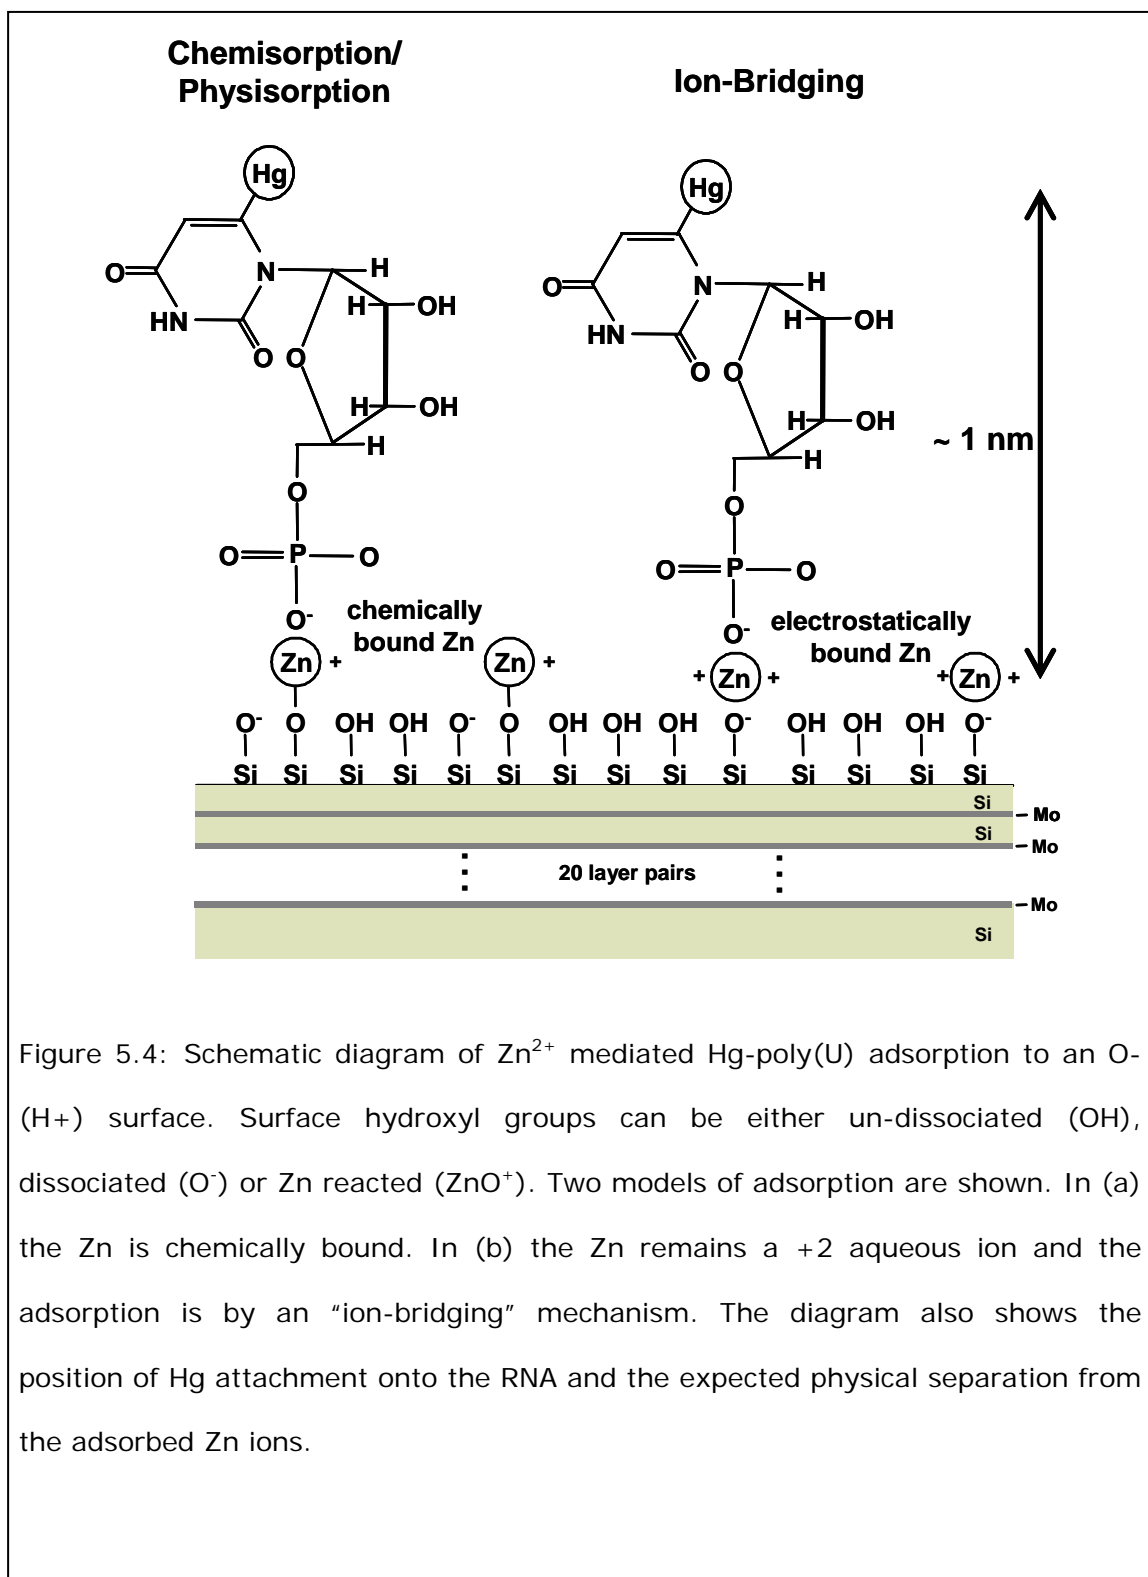 Chemisorption/
Physisorption
Ion-Bridging
Hg
Hg
O
N
H
HN
O
O
H
OH
H
OH
H
O
O
P
O
O-
O
N
H
HN
O
O
H
OH
H
OH
H
O
O
P
O
O-
~ 1 nm
chemically
bound Zn
electrostatically
bound Zn
Zn +
Zn +
+ Zn +
+ Zn +
O- O OH OH O- O OH OH OH O- OH OH OH O-
Si Si Si Si Si Si Si Si Si Si Si Si Si Si
Si
Mo
Si
Mo
20 layer pairs
Mo
Si
Figure 5.4: Schematic diagram of Zn2+ mediated Hg-poly(U) adsorption to an O-
(H+) surface. Surface hydroxyl groups can be either un-dissociated (OH),
dissociated (O-) or Zn reacted (ZnO+). Two models of adsorption are shown. In (a)
the Zn is chemically bound. In (b) the Zn remains a +2 aqueous ion and the
adsorption is by an "ion-bridging" mechanism. The diagram also shows the
position of Hg attachment onto the RNA and the expected physical separation from
the adsorbed Zn ions.